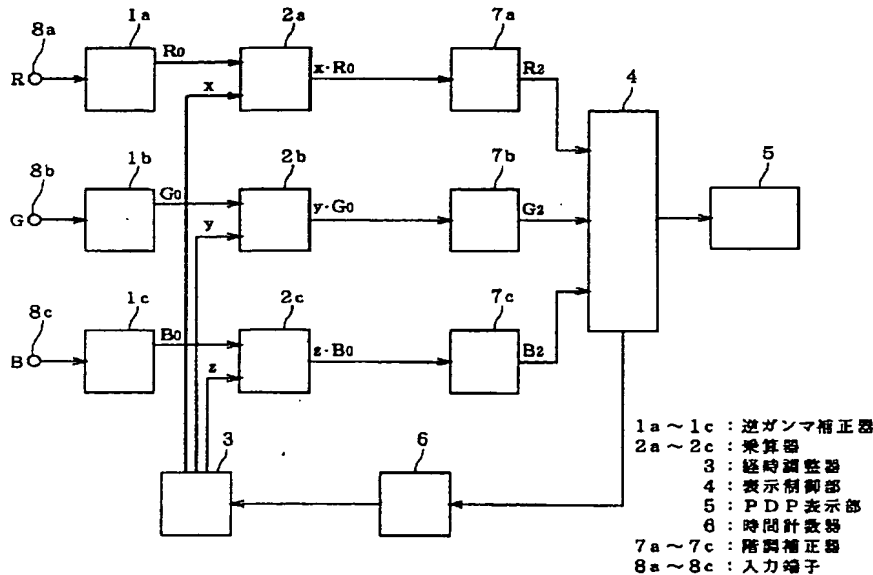 8a 1a 2a 7a
R R0 x·R0 R2 4
x
8b 1b 2b 7b 5
G G0 y·G0 G2
y
8c 1c 2c 7c
B B0 z·B0 B2
z
3 6
1a～1c：逆ガンマ補正器
2a～2c：乗算器
3：経時調整器
4：表示制御部
5：PDP表示部
6：時間計数器
7a～7c：階調補正器
8a～8c：入力端子